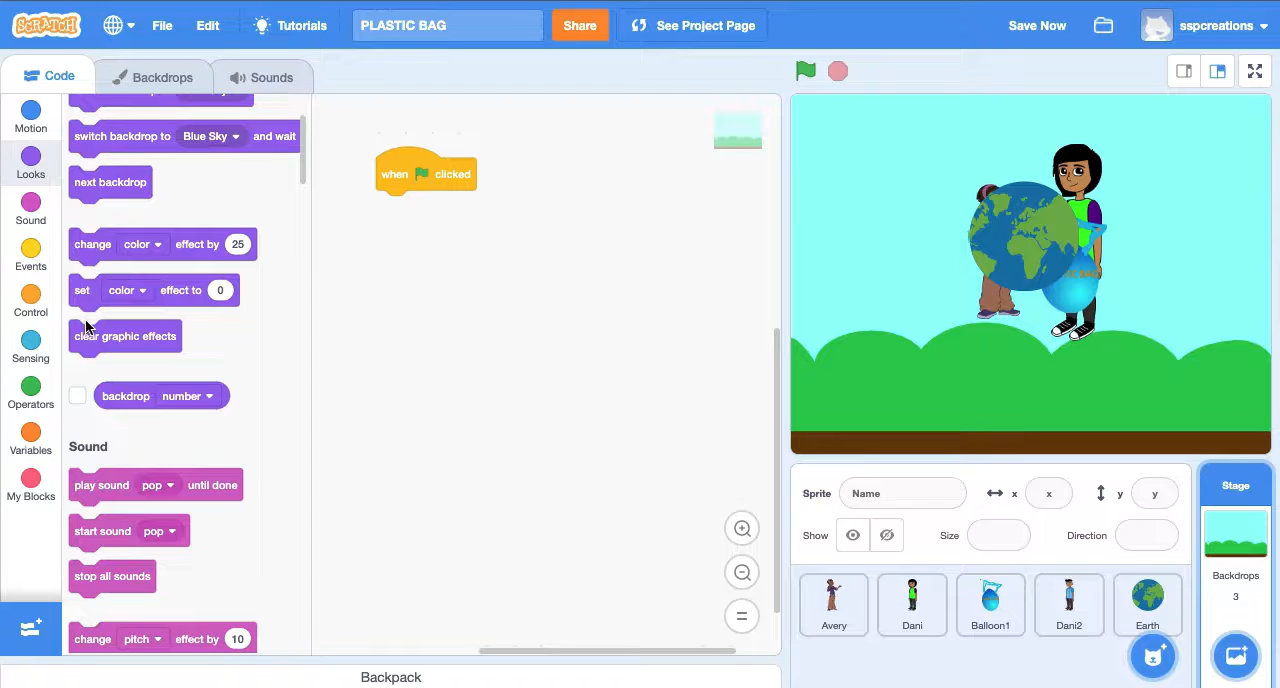 SCRATCH File Edit Tutorials PLASTIC BAG Share See Project Page Save Now sspcreations
Code Backdrops Sounds
Motion
Looks
Sound
Events
Control
Sensing
Operators
Variables
My Blocks
switch backdrop to Blue Sky and wait
next backdrop
change color effect by 25
set color effect to 0
clear graphic effects
backdrop number
Sound
play sound pop until done
start sound pop
stop all sounds
change pitch effect by 10
when clicked
Backpack
Sprite Name x x y y
Show Size Direction
Avery Dani Balloon1 Dani2 Earth
Stage
Backdrops
3